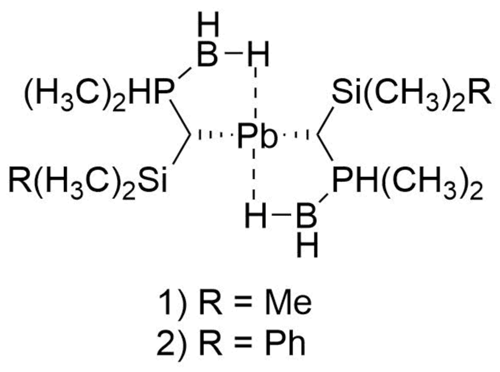 H
B H
(H₃C)₂HP Si(CH₃)₂R
Pb
R(H₃C)₂Si PH(CH₃)₂
H B
H
1) R = Me
2) R = Ph